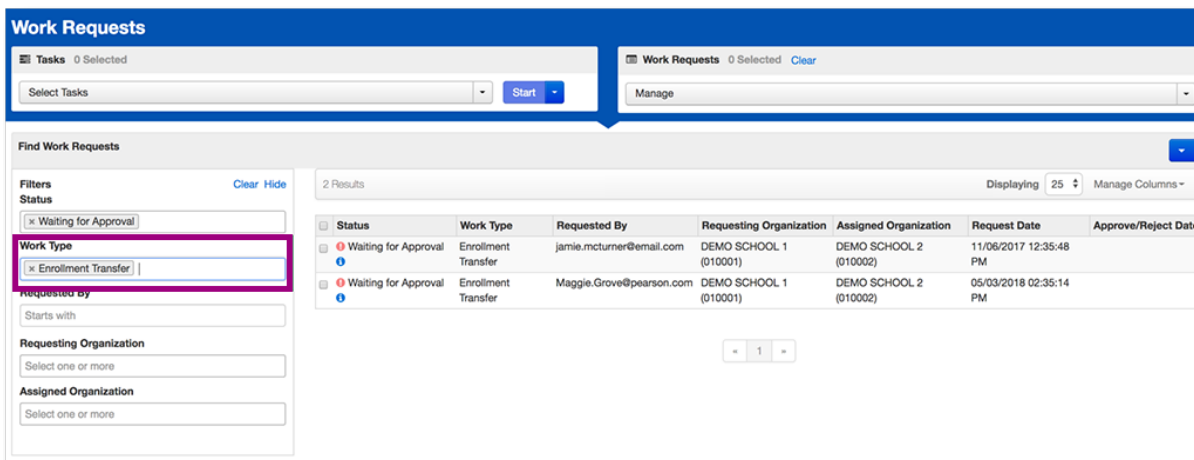 Work Requests
Tasks 0 Selected
Work Requests 0 Selected Clear
Select Tasks
Start
Manage
Find Work Requests
Filters Clear Hide
Status
× Waiting for Approval
Work Type
× Enrollment Transfer
Requested By
Starts with
Requesting Organization
Select one or more
Assigned Organization
Select one or more
2 Results Displaying 25 Manage Columns
Status Work Type Requested By Requesting Organization Assigned Organization Request Date Approve/Reject Date
Waiting for Approval Enrollment jamie.mcturner@email.com DEMO SCHOOL 1 DEMO SCHOOL 2 11/06/2017 12:35:48
Transfer (010001) (010002) PM
Waiting for Approval Enrollment Maggie.Grove@pearson.com DEMO SCHOOL 1 DEMO SCHOOL 2 05/03/2018 02:35:14
Transfer (010001) (010002) PM
« 1 »